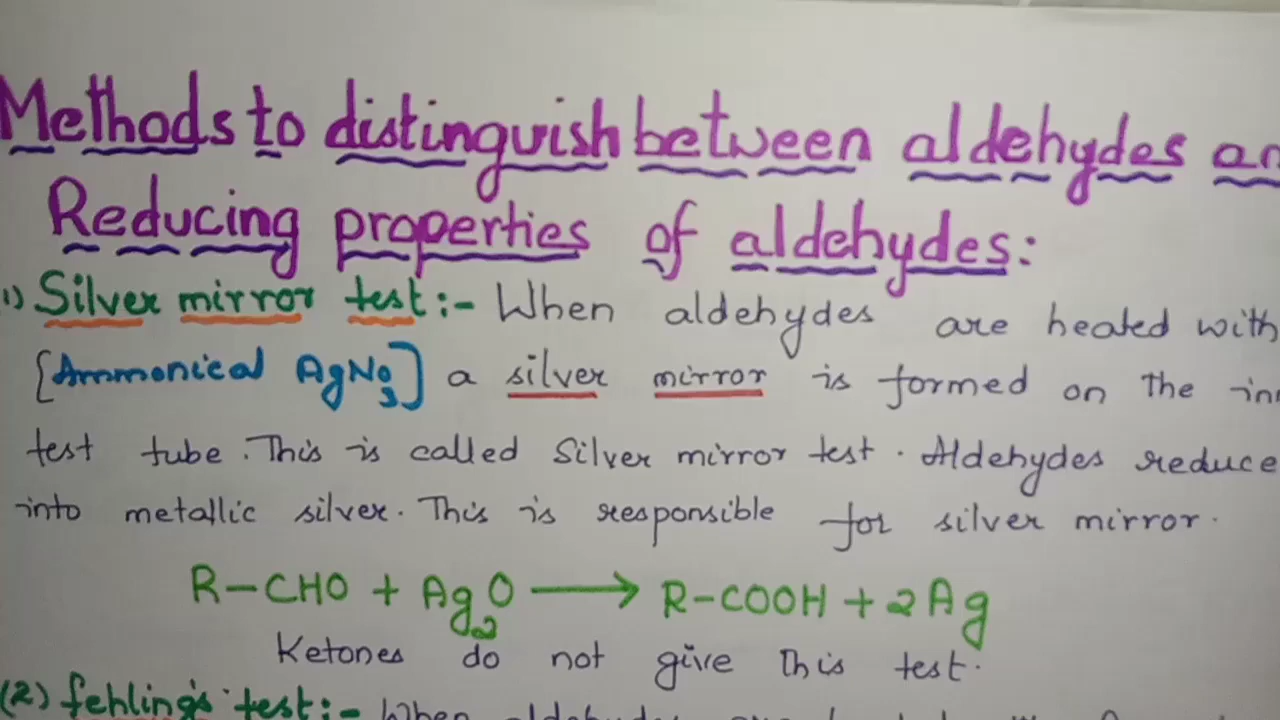 Methods to distinguish between aldehydes an
Reducing properties of aldehydes:
1) Silver mirror test:- When aldehydes are heated with
[Ammonical AgNO3] a silver mirror is formed on the inn
test tube. This is called Silver mirror test. Aldehydes reduce
into metallic silver. This is responsible for silver mirror.
R-CHO + Ag2O ⟶ R-COOH + 2Ag
Ketones do not give This test.
(2) fehling's test:- When